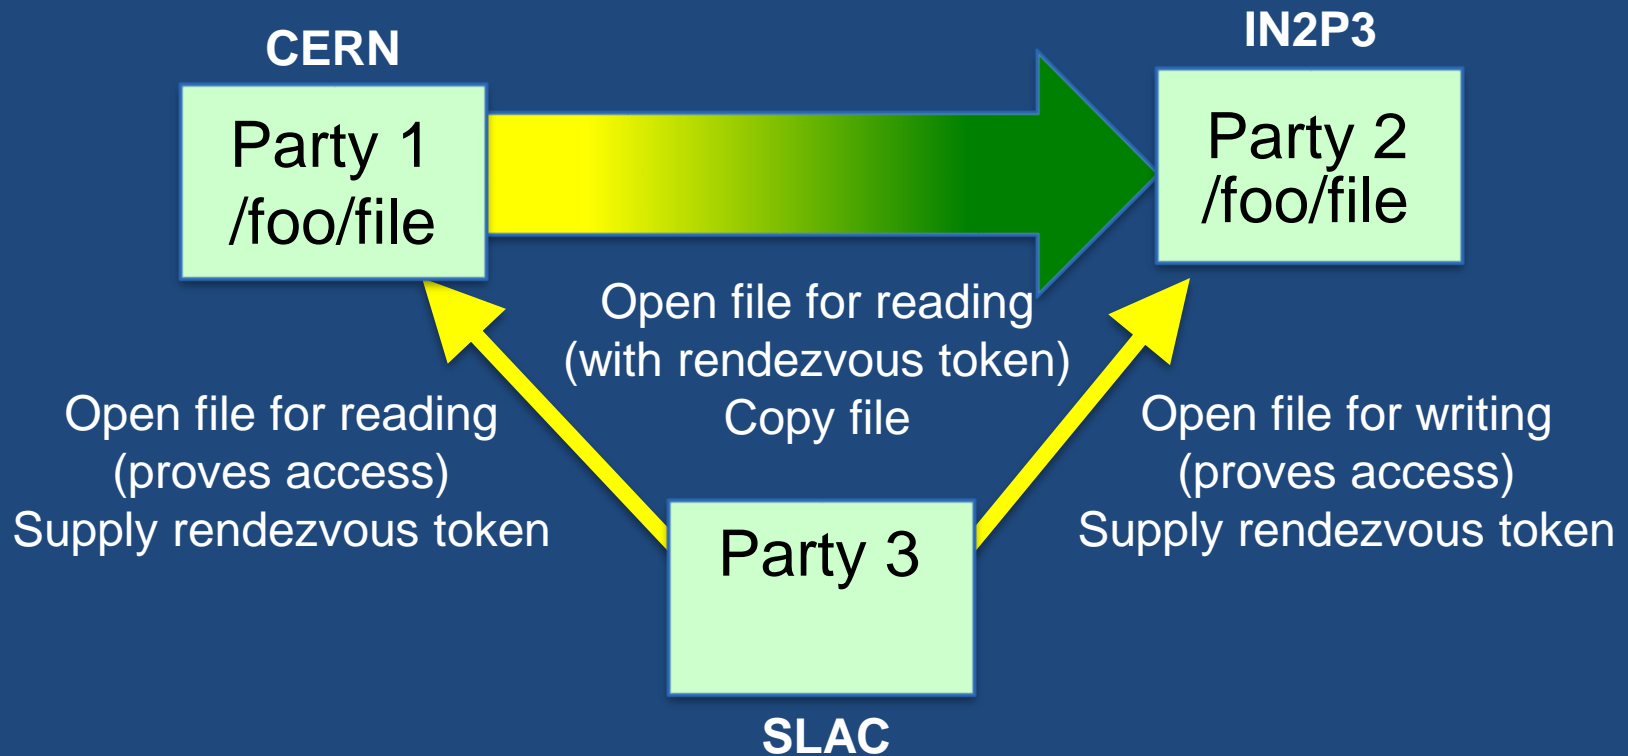 CERN
IN2P3
Party 1
/foo/file
Party 2
/foo/file
Open file for reading
(with rendezvous token)
Copy file
Open file for reading
(proves access)
Supply rendezvous token
Open file for writing
(proves access)
Supply rendezvous token
Party 3
SLAC